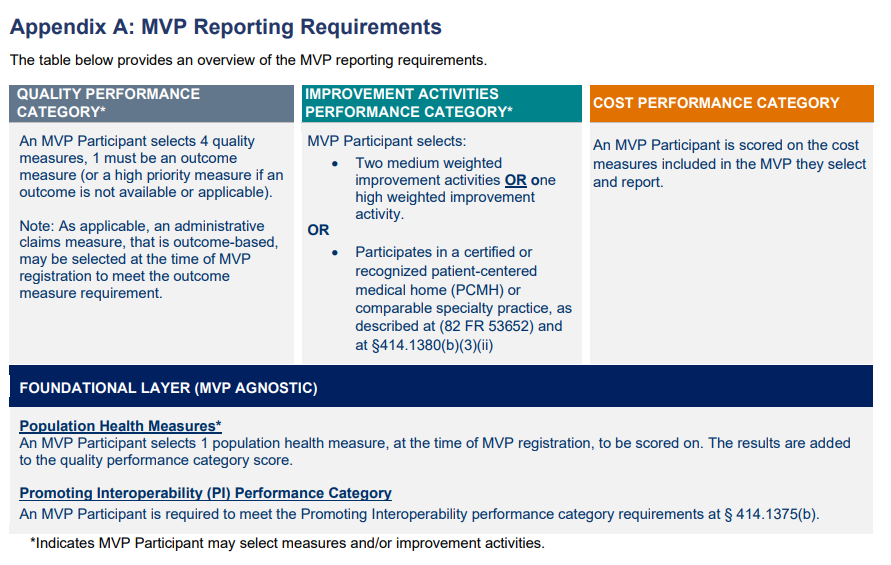 Appendix A: MVP Reporting Requirements
The table below provides an overview of the MVP reporting requirements.
QUALITY PERFORMANCE
CATEGORY*
An MVP Participant selects 4 quality
measures, 1 must be an outcome
measure (or a high priority measure if an
outcome is not available or applicable).
Note: As applicable, an administrative
claims measure, that is outcome-based,
may be selected at the time of MVP
registration to meet the outcome
measure requirement.
IMPROVEMENT ACTIVITIES
PERFORMANCE CATEGORY*
MVP Participant selects:
• Two medium weighted
improvement activities OR one
high weighted improvement
activity.
OR
• Participates in a certified or
recognized patient-centered
medical home (PCMH) or
comparable specialty practice, as
described at (82 FR 53652) and
at §414.1380(b)(3)(ii)
COST PERFORMANCE CATEGORY
An MVP Participant is scored on the cost
measures included in the MVP they select
and report.
FOUNDATIONAL LAYER (MVP AGNOSTIC)
Population Health Measures*
An MVP Participant selects 1 population health measure, at the time of MVP registration, to be scored on. The results are added
to the quality performance category score.
Promoting Interoperability (PI) Performance Category
An MVP Participant is required to meet the Promoting Interoperability performance category requirements at § 414.1375(b).
*Indicates MVP Participant may select measures and/or improvement activities.